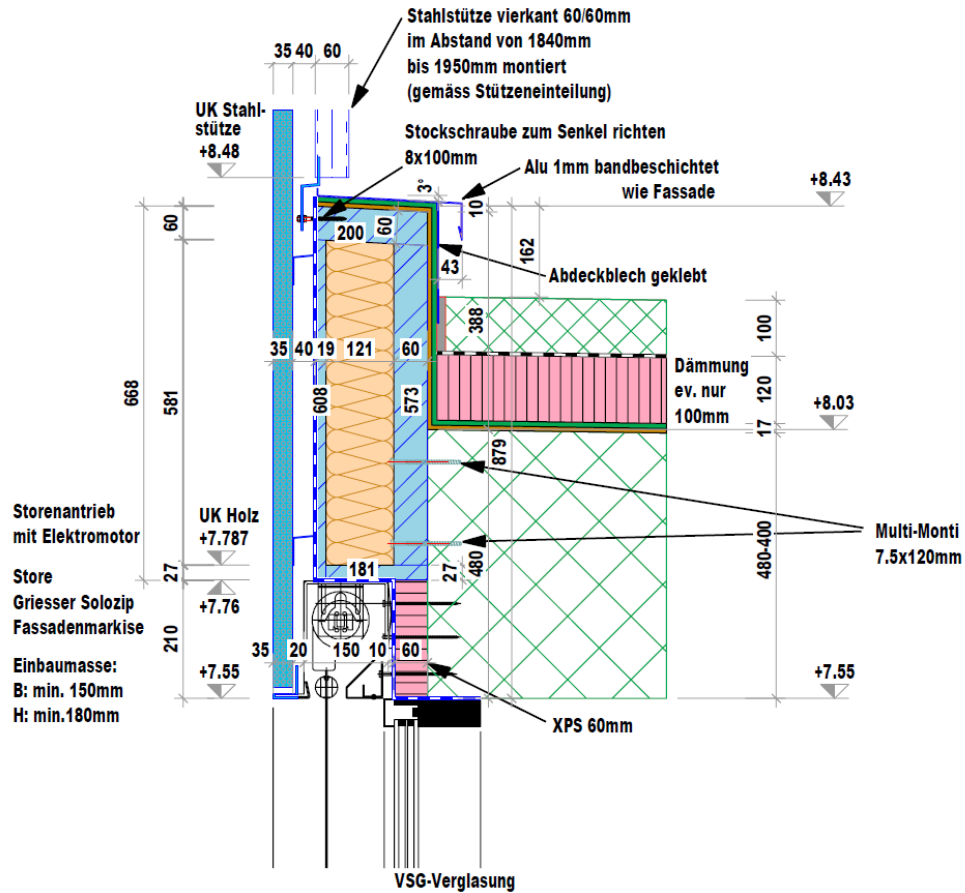 Stahlstütze vierkant 60/60mm
im Abstand von 1840mm
bis 1950mm montiert
(gemäss Stützeneinteilung)
35 40 60
UK Stahl-
stütze
+8.48
Stockschraube zum Senkel richten
8x100mm
Alu 1mm bandbeschichtet
wie Fassade
3°
10
+8.43
60
200
60
43
162
Abdeckblech geklebt
388
100
35 40 19 121 60
Dämmung
ev. nur
100mm
120
668
581
608
573
+8.03
17
879
Storenantrieb
mit Elektromotor
UK Holz
+7.787
Multi-Monti
7.5x120mm
27
181
27
480
480-400
Store
Griesser Solozip
Fassadenmarkise
+7.76
210
35 20 150 10 60
Einbaumasse:
B: min. 150mm
H: min.180mm
+7.55
+7.55
XPS 60mm
VSG-Verglasung